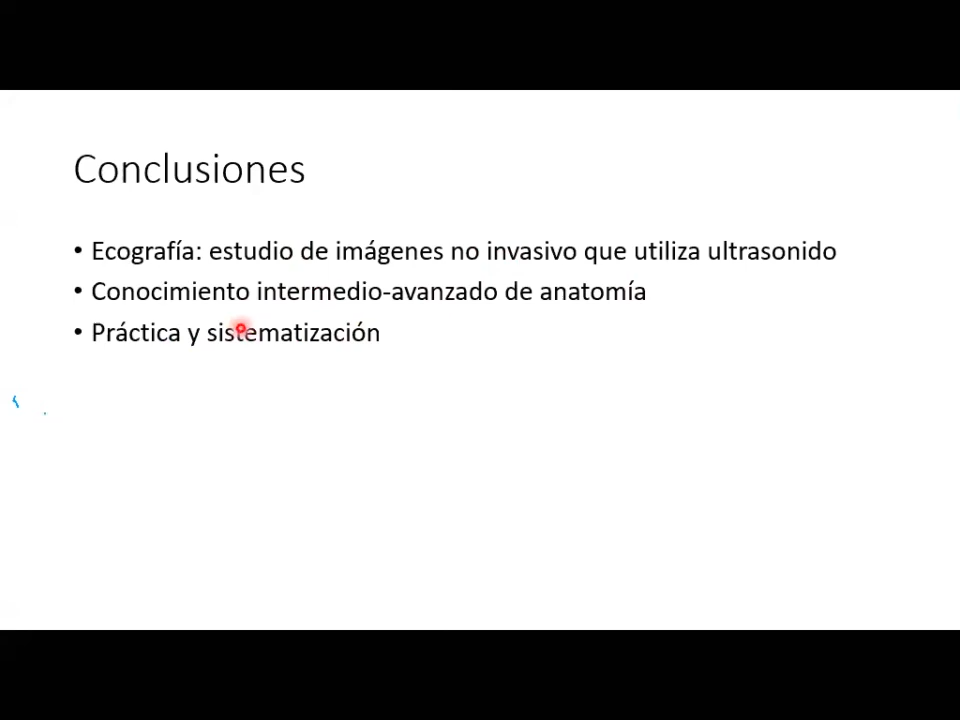 Conclusiones
• Ecografía: estudio de imágenes no invasivo que utiliza ultrasonido
• Conocimiento intermedio-avanzado de anatomía
• Práctica y sistematización